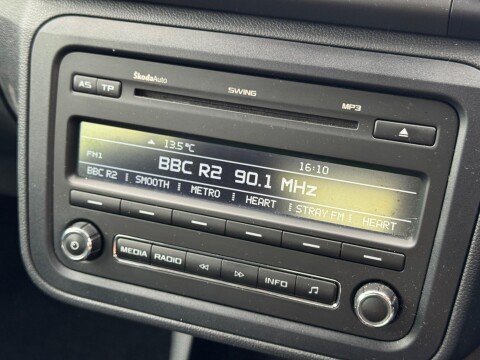 ŠkodaAuto
SWING
MP3
AS TP
13.5°C 16:10
FM1 BBC R2 90.1 MHz
BBC R2 SMOOTH METRO HEART STRAY FM HEART
MEDIA RADIO INFO